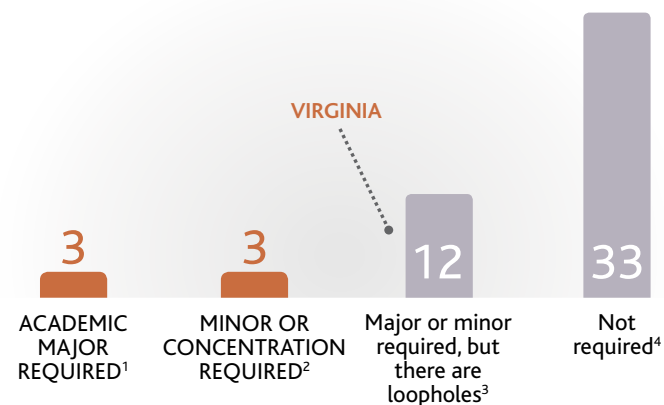 VIRGINIA
3
3
12
33
ACADEMIC
MAJOR
REQUIRED¹
MINOR OR
CONCENTRATION
REQUIRED²
Major or minor
required, but
there are
loopholes³
Not
required⁴